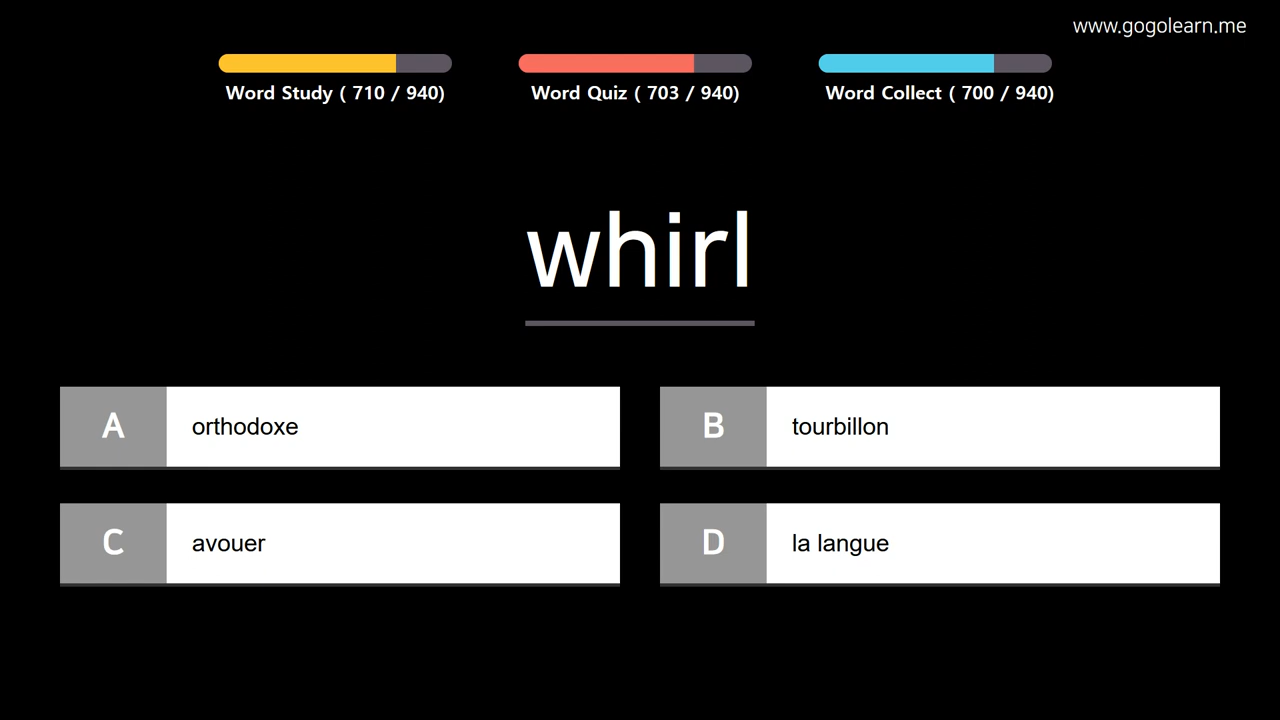 www.gogolearn.me
Word Study ( 710 / 940)
Word Quiz ( 703 / 940)
Word Collect ( 700 / 940)
whirl
A orthodoxe
B tourbillon
C avouer
D la langue